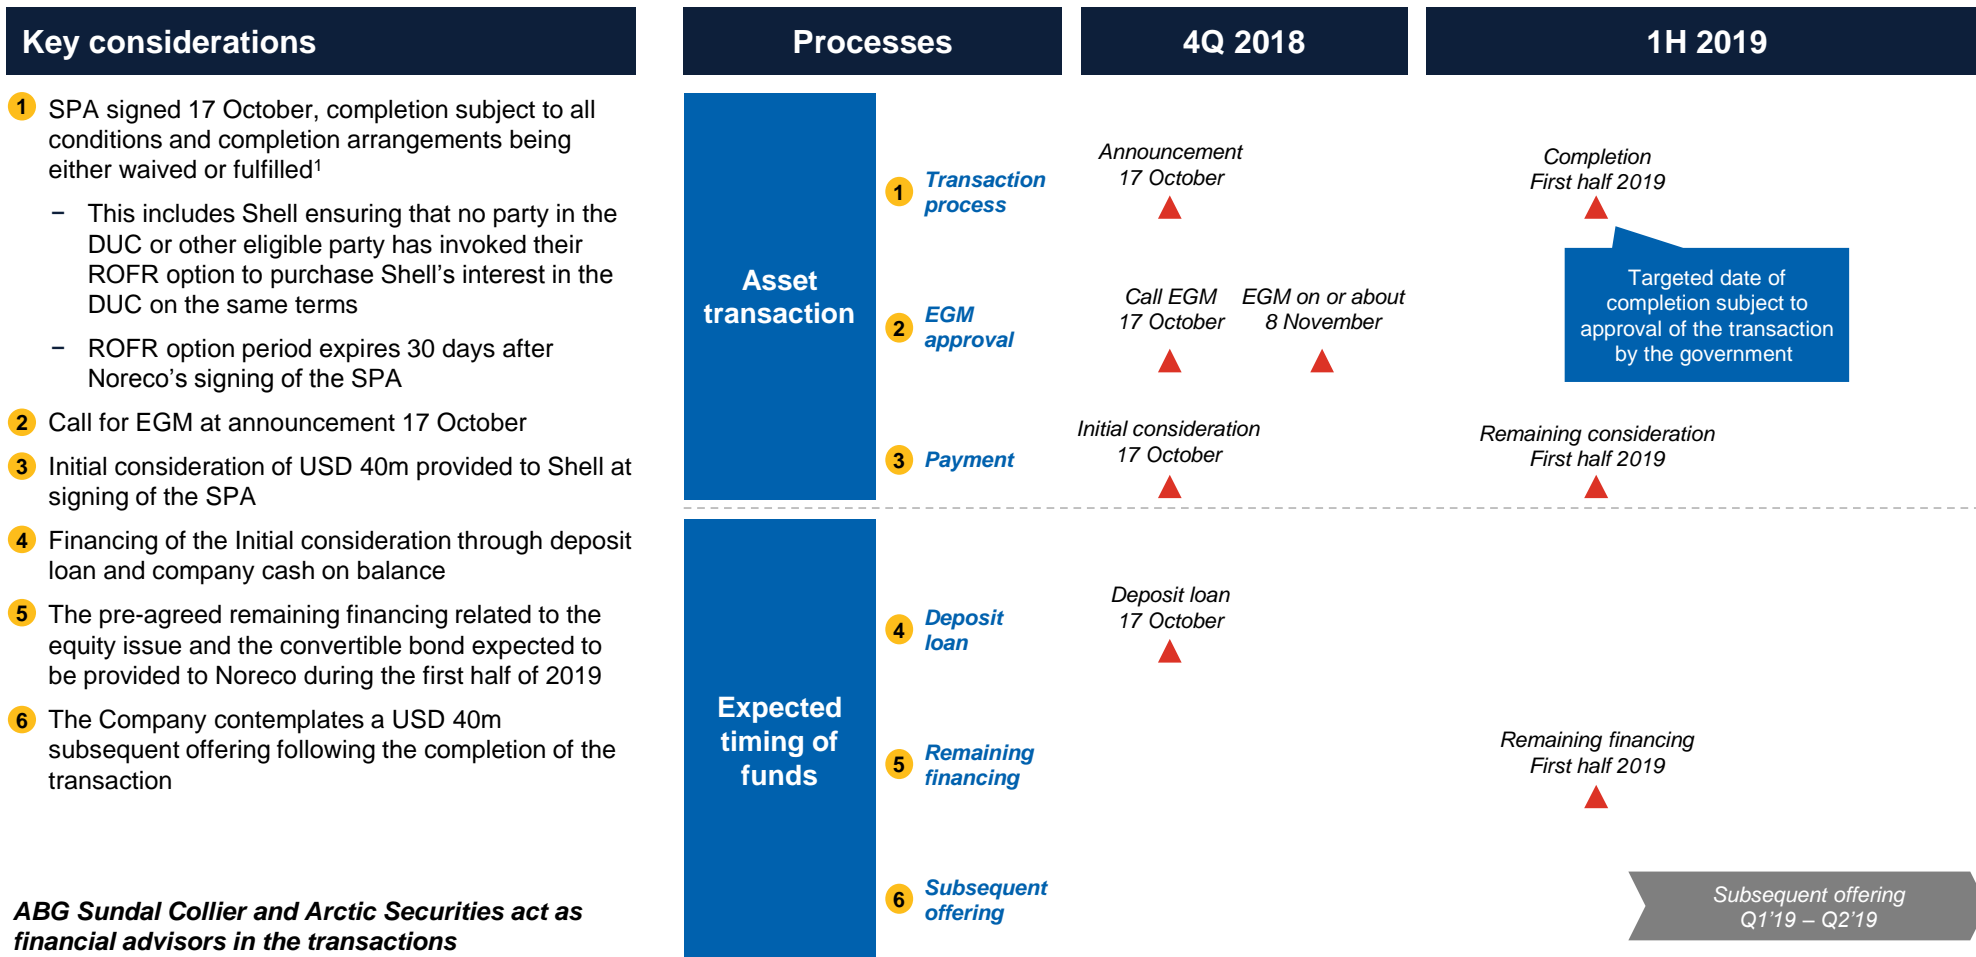 Key considerations
1 SPA signed 17 October, completion subject to all
conditions and completion arrangements being
either waived or fulfilled¹
− This includes Shell ensuring that no party in the
DUC or other eligible party has invoked their
ROFR option to purchase Shell’s interest in the
DUC on the same terms
− ROFR option period expires 30 days after
Noreco’s signing of the SPA
2 Call for EGM at announcement 17 October
3 Initial consideration of USD 40m provided to Shell at
signing of the SPA
4 Financing of the Initial consideration through deposit
loan and company cash on balance
5 The pre-agreed remaining financing related to the
equity issue and the convertible bond expected to
be provided to Noreco during the first half of 2019
6 The Company contemplates a USD 40m
subsequent offering following the completion of the
transaction
ABG Sundal Collier and Arctic Securities act as
financial advisors in the transactions
Processes
4Q 2018
1H 2019
Asset
transaction
1 Transaction
process
Announcement
17 October
Completion
First half 2019
Targeted date of
completion subject to
approval of the transaction
by the government
2 EGM
approval
Call EGM
17 October
EGM on or about
8 November
3 Payment
Initial consideration
17 October
Remaining consideration
First half 2019
Expected
timing of
funds
4 Deposit
loan
Deposit loan
17 October
5 Remaining
financing
Remaining financing
First half 2019
6 Subsequent
offering
Subsequent offering
Q1’19 – Q2’19